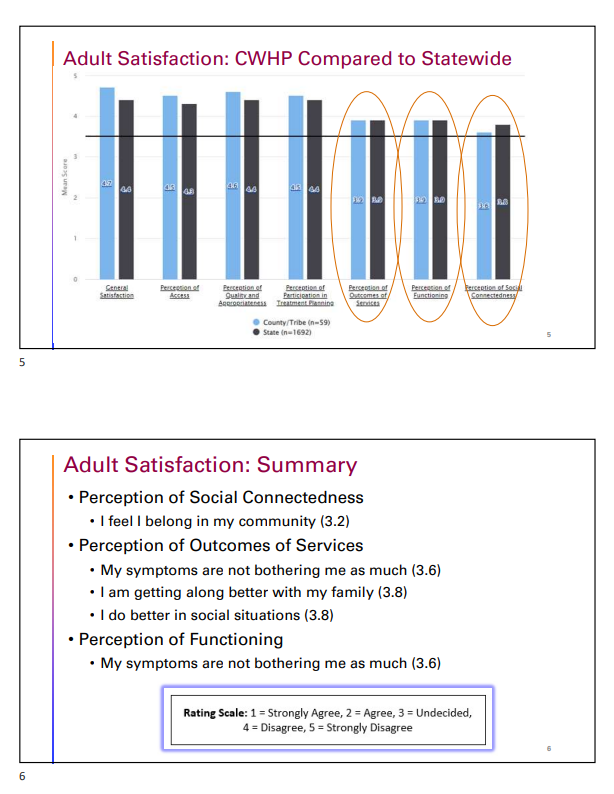 Adult Satisfaction: CWHP Compared to Statewide
5
4
3
2
1
0
Mean Score
4.7 4.4
4.5 4.3
4.6 4.4
4.5 4.4
3.9 3.9
3.9 3.9
3.6 3.8
General
Satisfaction
Perception of
Access
Perception of
Quality and
Appropriateness
Perception of
Participation in
Treatment Planning
Perception of
Outcomes of
Services
Perception of
Functioning
Perception of Social
Connectedness
County/Tribe (n=59)
State (n=1692)
5
5
Adult Satisfaction: Summary
• Perception of Social Connectedness
• I feel I belong in my community (3.2)
• Perception of Outcomes of Services
• My symptoms are not bothering me as much (3.6)
• I am getting along better with my family (3.8)
• I do better in social situations (3.8)
• Perception of Functioning
• My symptoms are not bothering me as much (3.6)
Rating Scale: 1 = Strongly Agree, 2 = Agree, 3 = Undecided,
4 = Disagree, 5 = Strongly Disagree
6
6